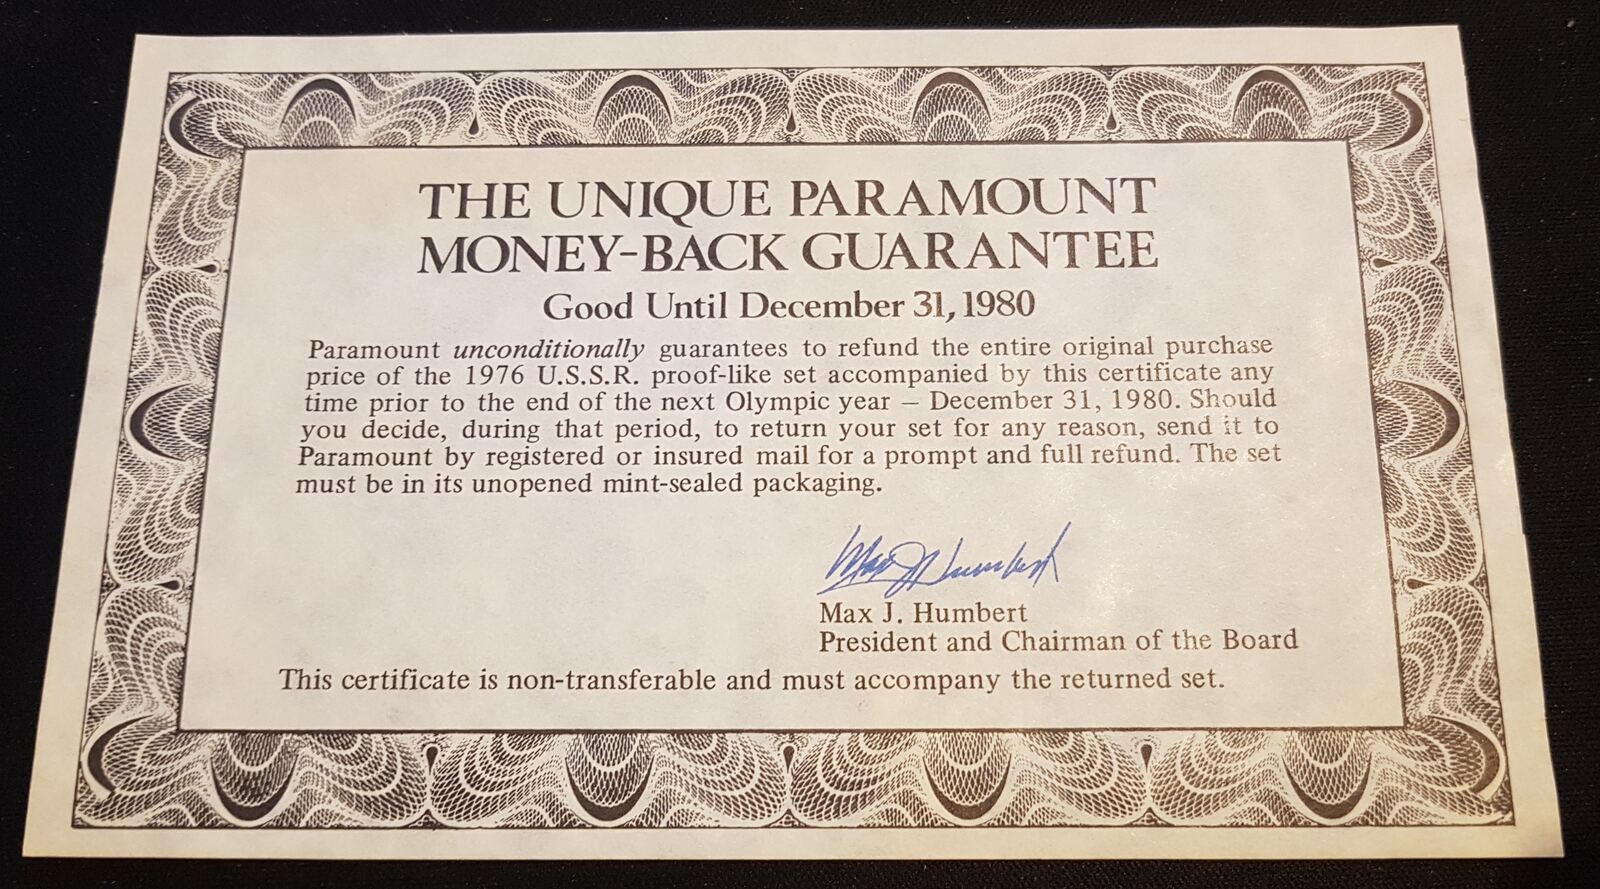 THE UNIQUE PARAMOUNT
MONEY-BACK GUARANTEE
Good Until December 31, 1980
Paramount unconditionally guarantees to refund the entire original purchase
price of the 1976 U.S.S.R. proof-like set accompanied by this certificate any
time prior to the end of the next Olympic year – December 31, 1980. Should
you decide, during that period, to return your set for any reason, send it to
Paramount by registered or insured mail for a prompt and full refund. The set
must be in its unopened mint-sealed packaging.
Max J Humbert
Max J. Humbert
President and Chairman of the Board
This certificate is non-transferable and must accompany the returned set.